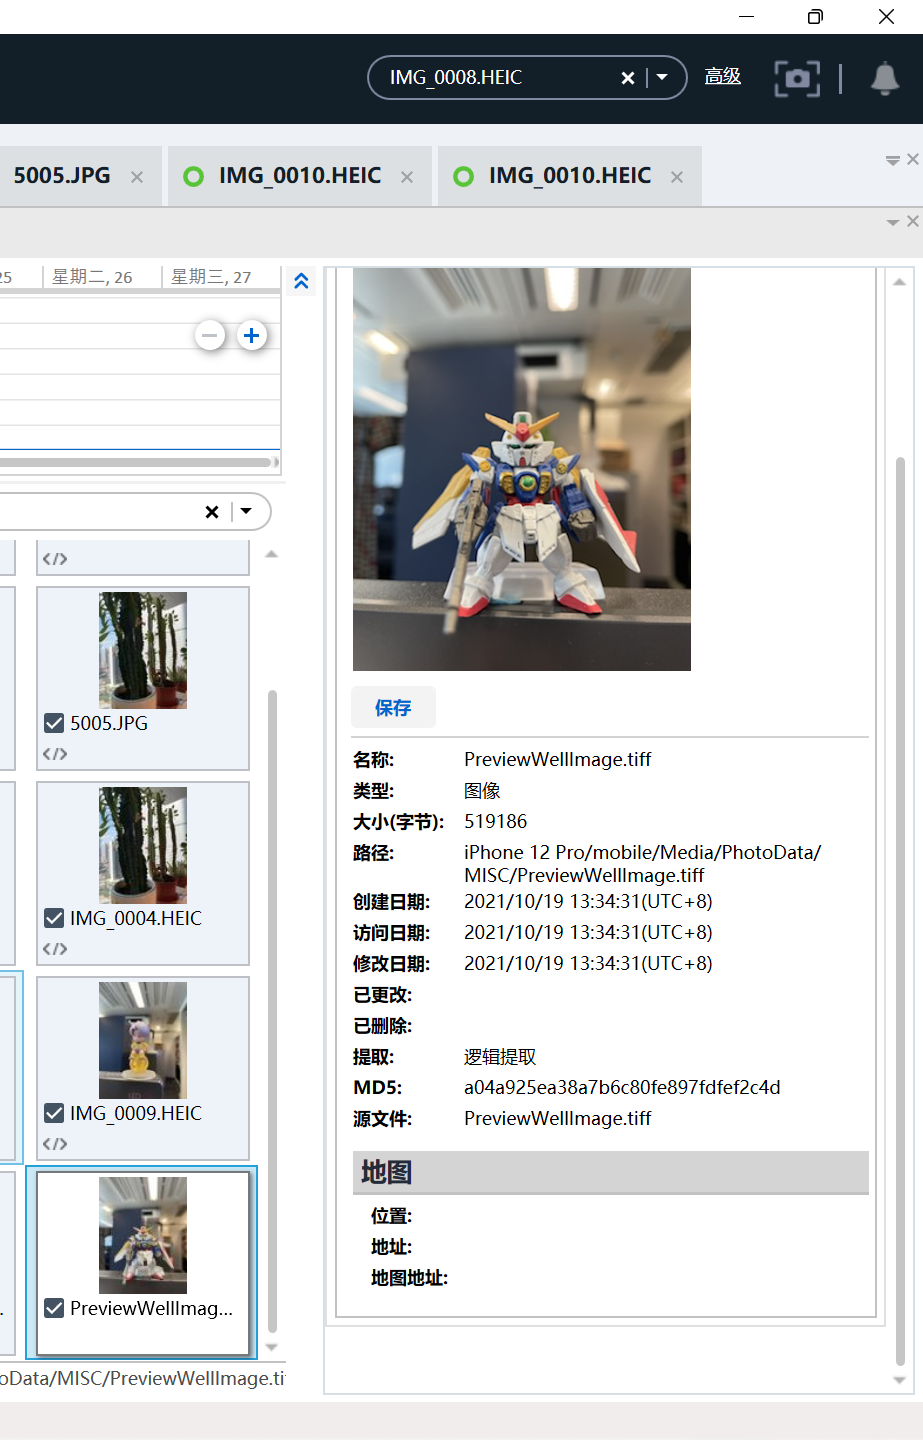 IMG_0008.HEIC
高级
5005.JPG
IMG_0010.HEIC
IMG_0010.HEIC
25
星期二, 26
星期三, 27
5005.JPG
IMG_0004.HEIC
IMG_0009.HEIC
PreviewWellImag...
oData/MISC/PreviewWellImage.ti
保存
名称: PreviewWellImage.tiff
类型: 图像
大小(字节): 519186
路径: iPhone 12 Pro/mobile/Media/PhotoData/
MISC/PreviewWellImage.tiff
创建日期: 2021/10/19 13:34:31(UTC+8)
访问日期: 2021/10/19 13:34:31(UTC+8)
修改日期: 2021/10/19 13:34:31(UTC+8)
已更改:
已删除:
提取: 逻辑提取
MD5: a04a925ea38a7b6c80fe897fdfef2c4d
源文件: PreviewWellImage.tiff
地图
位置:
地址:
地图地址: